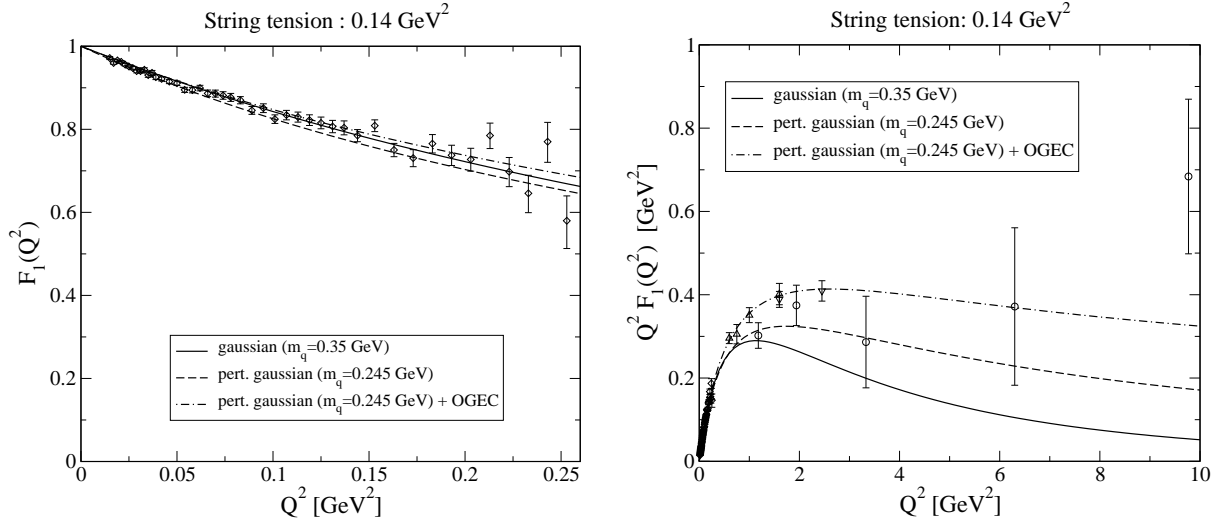 String tension : 0.14 GeV²
F₁(Q²)
1
0.8
0.6
0.4
0.2
0
gaussian (m_q=0.35 GeV)
pert. gaussian (m_q=0.245 GeV)
pert. gaussian (m_q=0.245 GeV) + OGEC
0
0.05
0.1
0.15
0.2
0.25
Q² [GeV²]
String tension: 0.14 GeV²
Q² F₁(Q²) [GeV²]
1
0.8
0.6
0.4
0.2
0
gaussian (m_q=0.35 GeV)
pert. gaussian (m_q=0.245 GeV)
pert. gaussian (m_q=0.245 GeV) + OGEC
0
2
4
6
8
10
Q² [GeV²]